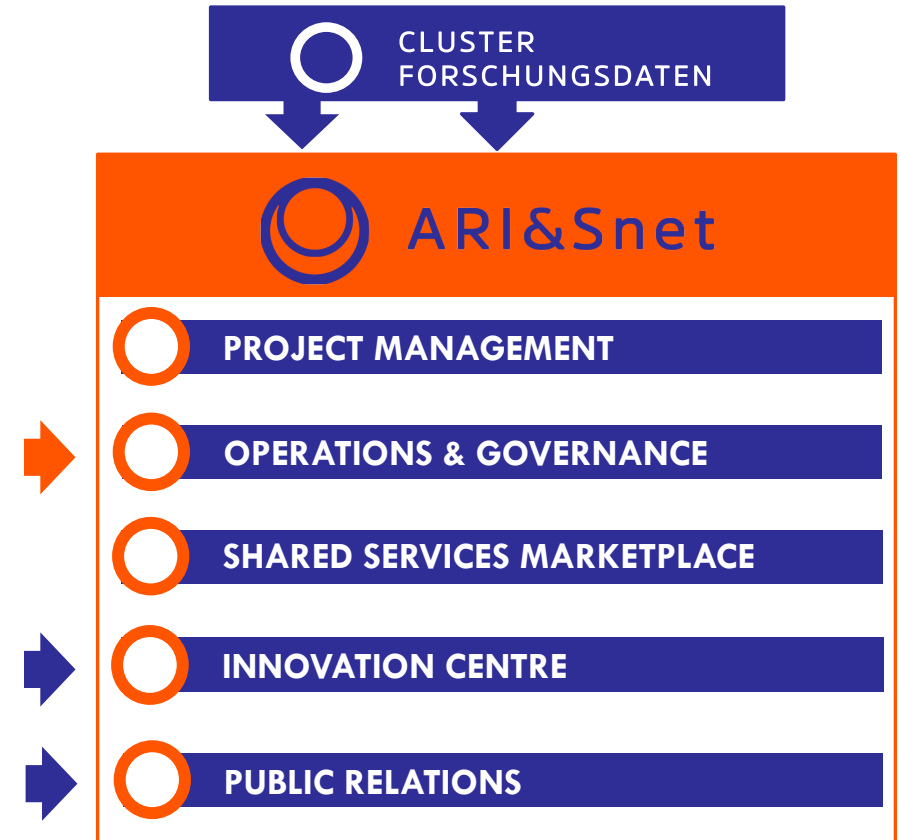 CLUSTER
FORSCHUNGSDATEN
ARI&Snet
PROJECT MANAGEMENT
OPERATIONS & GOVERNANCE
SHARED SERVICES MARKETPLACE
INNOVATION CENTRE
PUBLIC RELATIONS